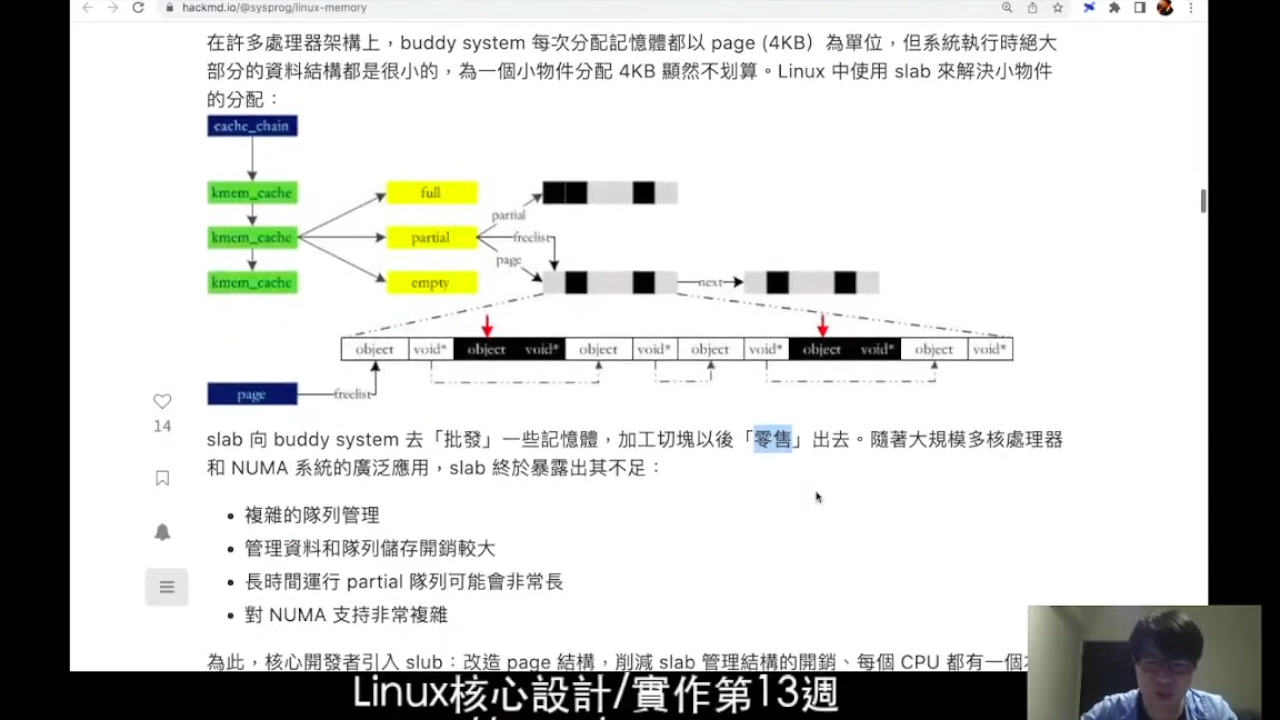 hackmd.io/@sysprog/linux-memory
在許多處理器架構上，buddy system 每次分配記憶體都以 page (4KB) 為單位，但系統執行時絕大
部分的資料結構都是很小的，為一個小物件分配 4KB 顯然不划算。Linux 中使用 slab 來解決小物件
的分配：
cache_chain
kmem_cache
full
partial
kmem_cache
partial
freelist
page
kmem_cache
empty
next
object void* object void* object void* object void* object void* object void*
page
freelist
14
slab 向 buddy system 去「批發」一些記憶體，加工切塊以後「零售」出去。隨著大規模多核處理器
和 NUMA 系統的廣泛應用，slab 終於暴露出其不足：
• 複雜的隊列管理
• 管理資料和隊列儲存開銷較大
• 長時間運行 partial 隊列可能會非常長
• 對 NUMA 支持非常複雜
為此，核心開發者引入 slub：改造 page 結構，削減 slab 管理結構的開銷、每個 CPU 都有一個
Linux核心設計/實作第13週